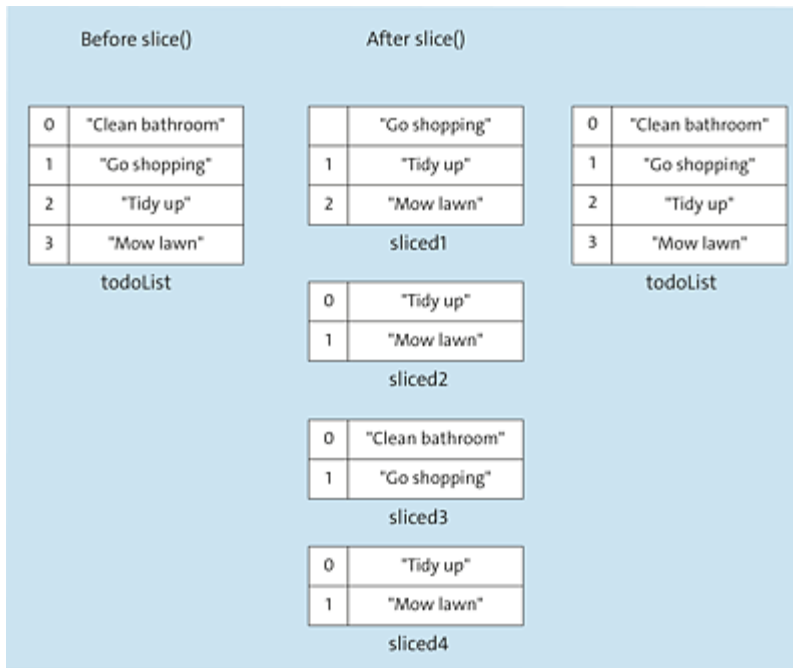 Before slice()
After slice()
0 "Clean bathroom"
1 "Go shopping"
2 "Tidy up"
3 "Mow lawn"
todoList
"Go shopping"
1 "Tidy up"
2 "Mow lawn"
sliced1
0 "Tidy up"
1 "Mow lawn"
sliced2
0 "Clean bathroom"
1 "Go shopping"
sliced3
0 "Tidy up"
1 "Mow lawn"
sliced4
0 "Clean bathroom"
1 "Go shopping"
2 "Tidy up"
3 "Mow lawn"
todoList